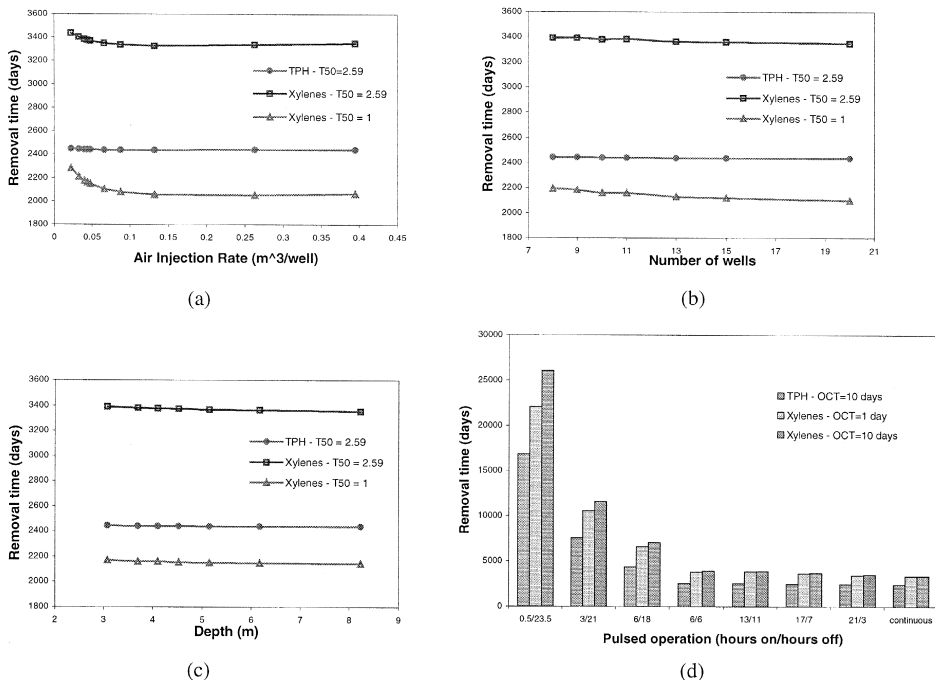 3600
3400
3200
3000
2800
2600
2400
2200
2000
1800
Removal time (days)
TPH - T50=2.59
Xylenes - T50 = 2.59
Xylenes - T50 = 1
0 0.05 0.1 0.15 0.2 0.25 0.3 0.35 0.4 0.45
Air Injection Rate (m^3/well)
(a)
3600
3400
3200
3000
2800
2600
2400
2200
2000
1800
Removal time (days)
TPH - T50 = 2.59
Xylenes - T50 = 2.59
Xylenes - T50 = 1
7 9 11 13 15 17 19 21
Number of wells
(b)
3600
3400
3200
3000
2800
2600
2400
2200
2000
1800
Removal time (days)
TPH - T50 = 2.59
Xylenes - T50 = 2.59
Xylenes - T50 = 1
2 3 4 5 6 7 8 9
Depth (m)
(c)
30000
25000
20000
15000
10000
5000
0
Removal time (days)
TPH - OCT=10 days
Xylenes - OCT=1 day
Xylenes - OCT=10 days
0.5/23.5 3/21 6/18 6/6 13/11 17/7 21/3 continuous
Pulsed operation (hours on/hours off)
(d)